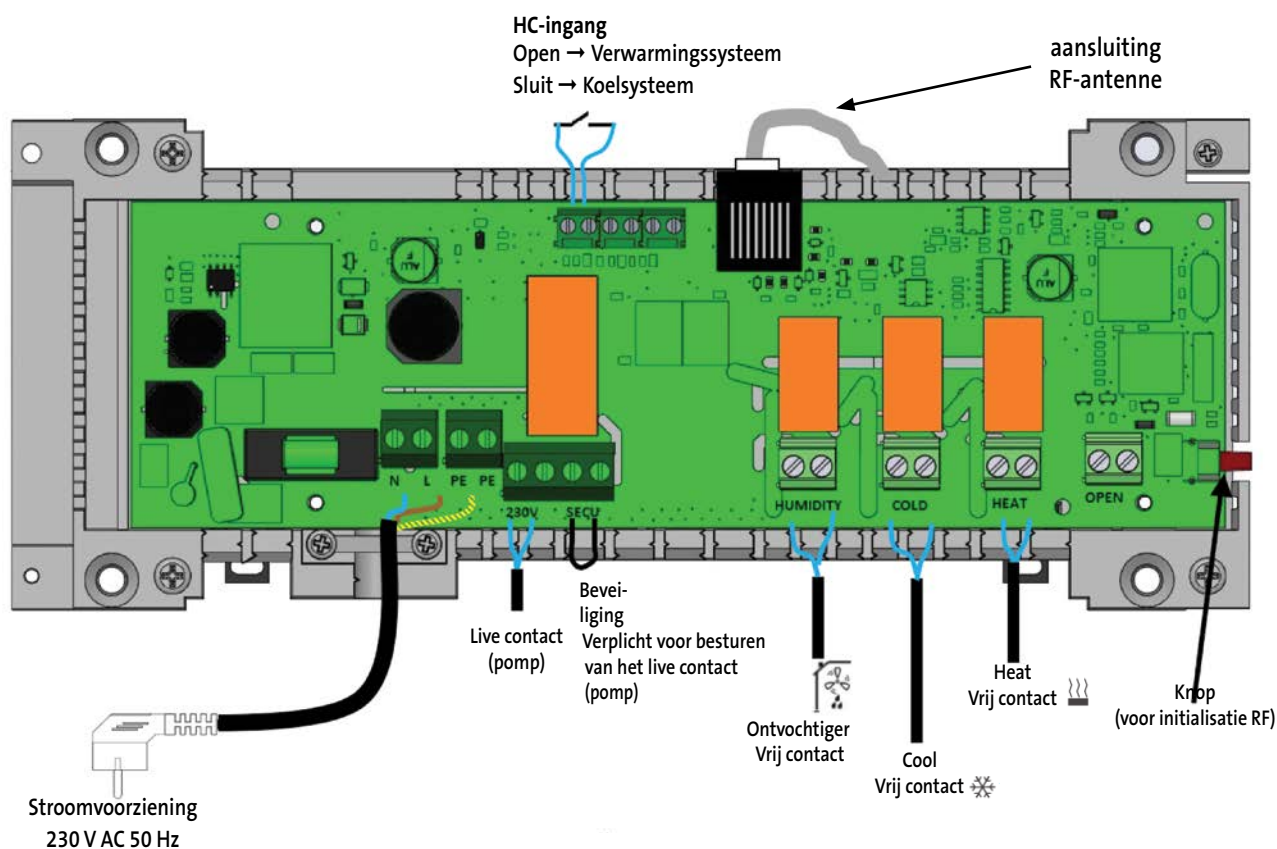 HC-ingang
Open → Verwarmingssysteem
Sluit → Koelsysteem
aansluiting
RF-antenne
ALU
F
ALU
F
N L PE PE
230V SECU
HUMIDITY
COLD
HEAT
OPEN
Live contact
(pomp)
Bevei-
liging
Verplicht voor besturen
van het live contact
(pomp)
Ontvochtiger
Vrij contact
Cool
Vrij contact
Heat
Vrij contact
Knop
(voor initialisatie RF)
Stroomvoorziening
230 V AC 50 Hz